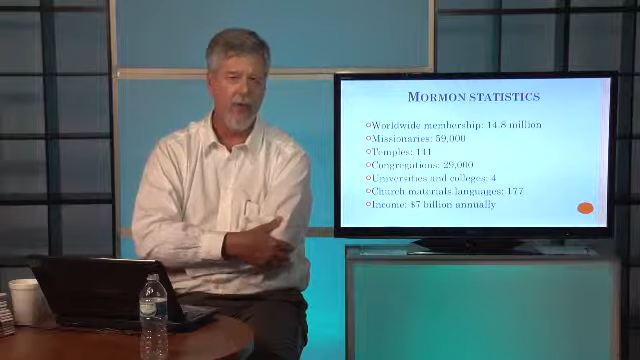 MORMON STATISTICS
Worldwide membership: 14.8 million
Missionaries: 59,000
Temples: 141
Congregations: 29,000
Universities and colleges: 4
Church materials languages: 177
Income: $7 billion annually